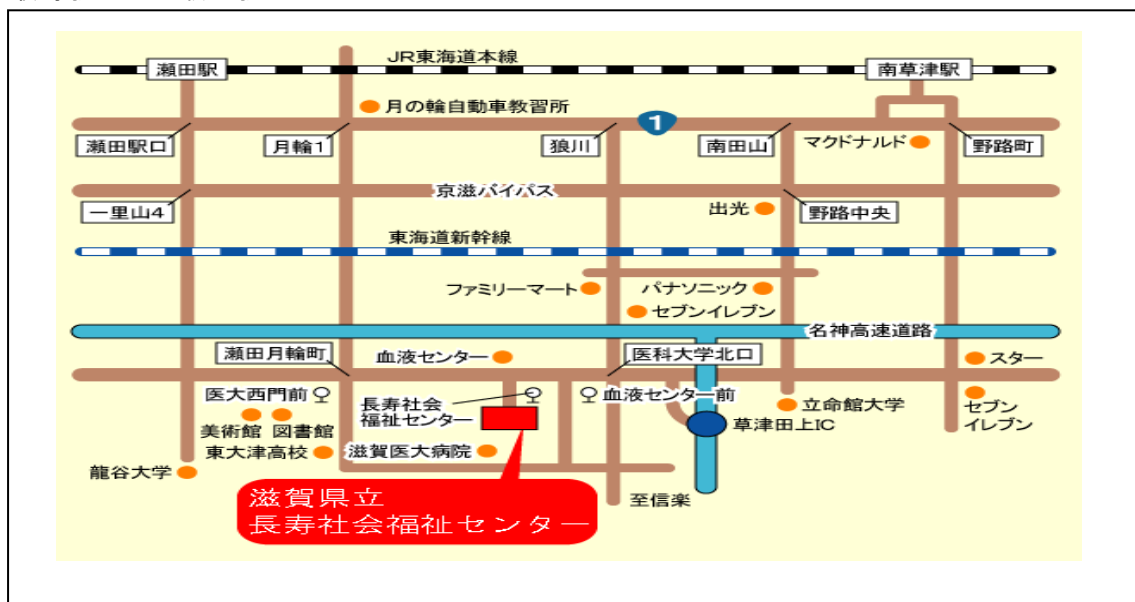 JR東海道本線
瀬田駅
南草津駅
月の輪自動車教習所
1
瀬田駅口
月輪1
狼川
南田山
マクドナルド
野路町
京滋バイパス
一里山4
出光
野路中央
東海道新幹線
ファミリーマート
パナソニック
セブンイレブン
名神高速道路
瀬田月輪町
血液センター
医科大学北口
スター
医大西門前
長寿社会
福祉センター
血液センター前
立命館大学
セブン
イレブン
美術館
図書館
草津田上IC
東大津高校
滋賀医大病院
龍谷大学
滋賀県立
長寿社会福祉センター
至信楽